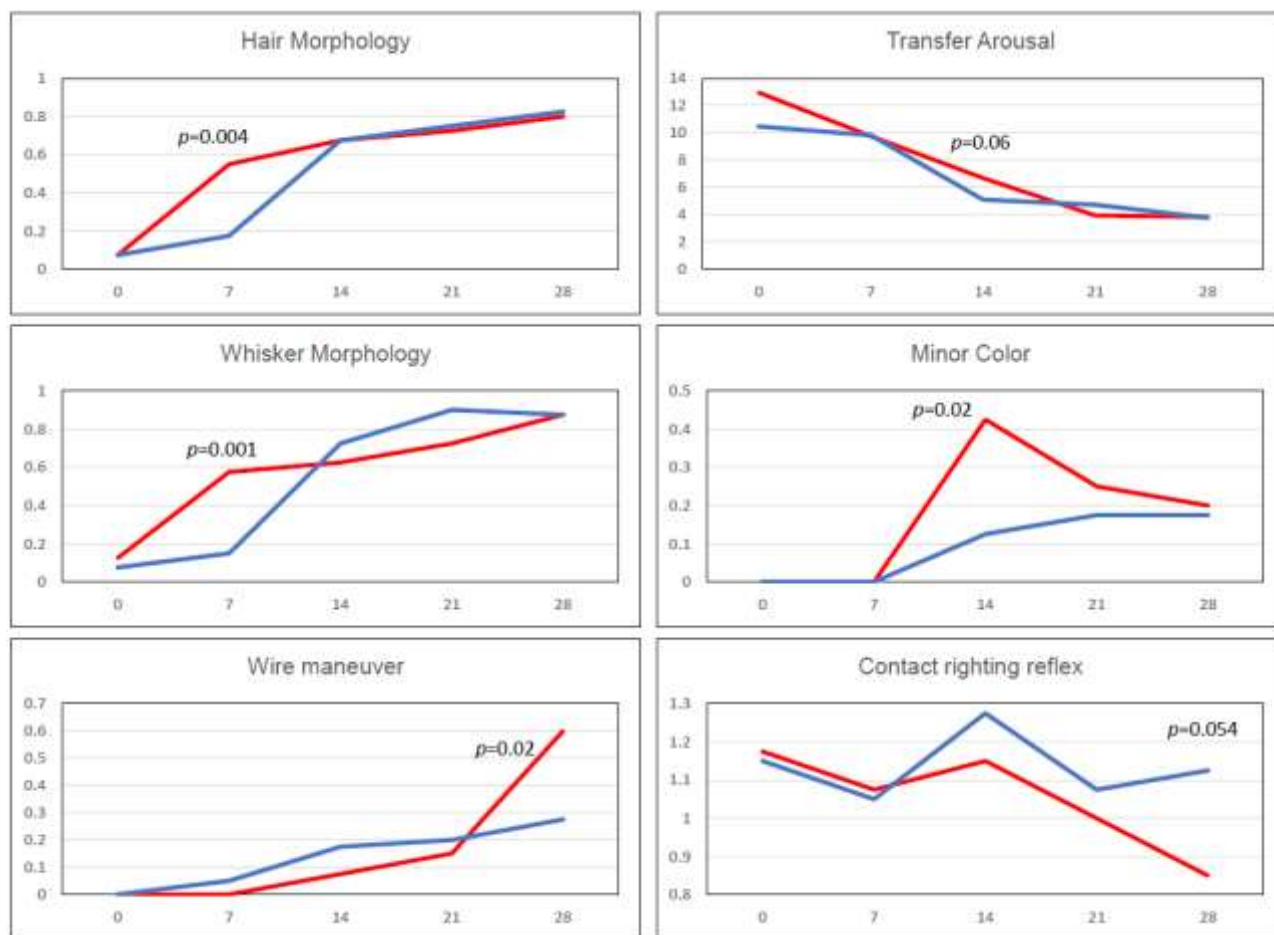 Hair Morphology
1
0.8
0.6
0.4
0.2
0
p=0.004
0 7 14 21 28
Transfer Arousal
14
12
10
8
6
4
2
0
p=0.06
0 7 14 21 28
Whisker Morphology
1
0.8
0.6
0.4
0.2
0
p=0.001
0 7 14 21 28
Minor Color
0.5
0.4
0.3
0.2
0.1
0
p=0.02
0 7 14 21 28
Wire maneuver
0.7
0.6
0.5
0.4
0.3
0.2
0.1
0
p=0.02
0 7 14 21 28
Contact righting reflex
1.3
1.2
1.1
1
0.9
0.8
p=0.054
0 7 14 21 28